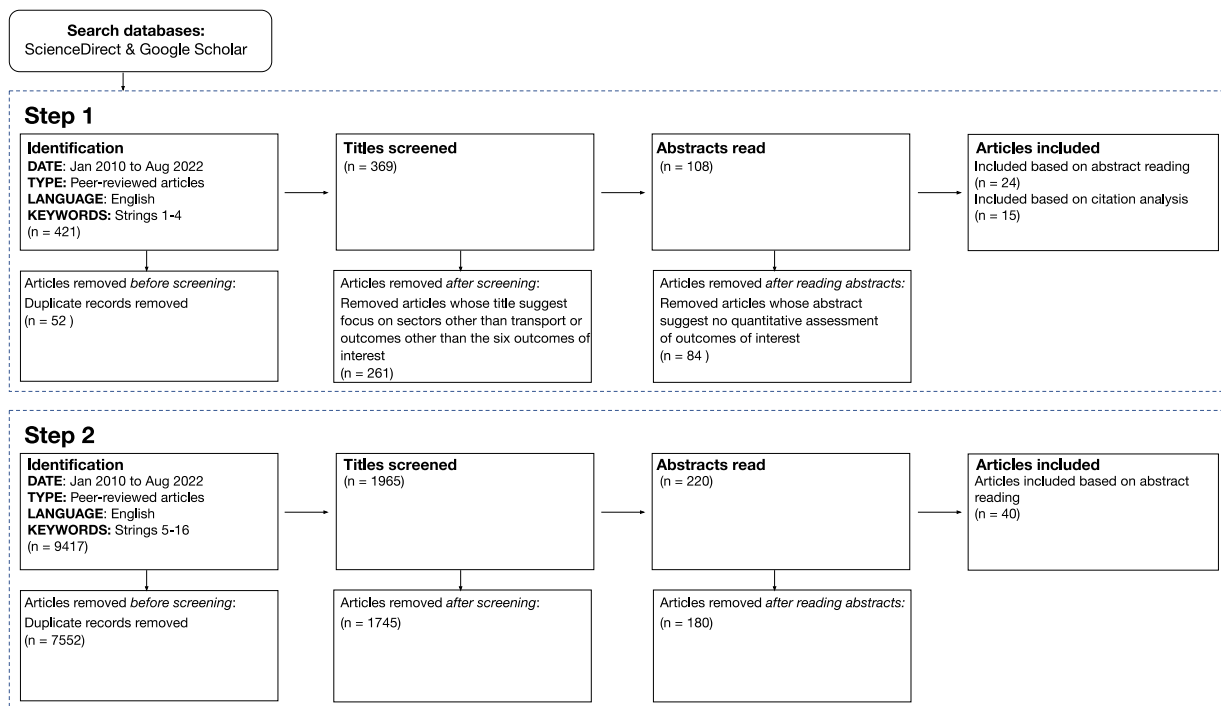 Search databases:
ScienceDirect & Google Scholar
Step 1
Identification
DATE: Jan 2010 to Aug 2022
TYPE: Peer-reviewed articles
LANGUAGE: English
KEYWORDS: Strings 1-4
(n = 421)
Titles screened
(n = 369)
Abstracts read
(n = 108)
Articles included
Included based on abstract reading
(n = 24)
Included based on citation analysis
(n = 15)
Articles removed before screening:
Duplicate records removed
(n = 52 )
Articles removed after screening:
Removed articles whose title suggest
focus on sectors other than transport or
outcomes other than the six outcomes of
interest
(n = 261)
Articles removed after reading abstracts:
Removed articles whose abstract
suggest no quantitative assessment
of outcomes of interest
(n = 84 )
Step 2
Identification
DATE: Jan 2010 to Aug 2022
TYPE: Peer-reviewed articles
LANGUAGE: English
KEYWORDS: Strings 5-16
(n = 9417)
Titles screened
(n = 1965)
Abstracts read
(n = 220)
Articles included
Articles included based on abstract
reading
(n = 40)
Articles removed before screening:
Duplicate records removed
(n = 7552)
Articles removed after screening:
(n = 1745)
Articles removed after reading abstracts:
(n = 180)